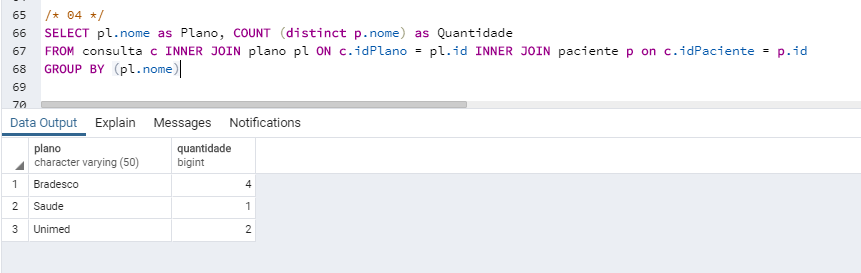 65 /* 04 */
66 SELECT pl.nome as Plano, COUNT (distinct p.nome) as Quantidade
67 FROM consulta c INNER JOIN plano pl ON c.idPlano = pl.id INNER JOIN paciente p on c.idPaciente = p.id
68 GROUP BY (pl.nome)
69
70
Data Output Explain Messages Notifications
plano quantidade
character varying (50) bigint
1 Bradesco 4
2 Saude 1
3 Unimed 2